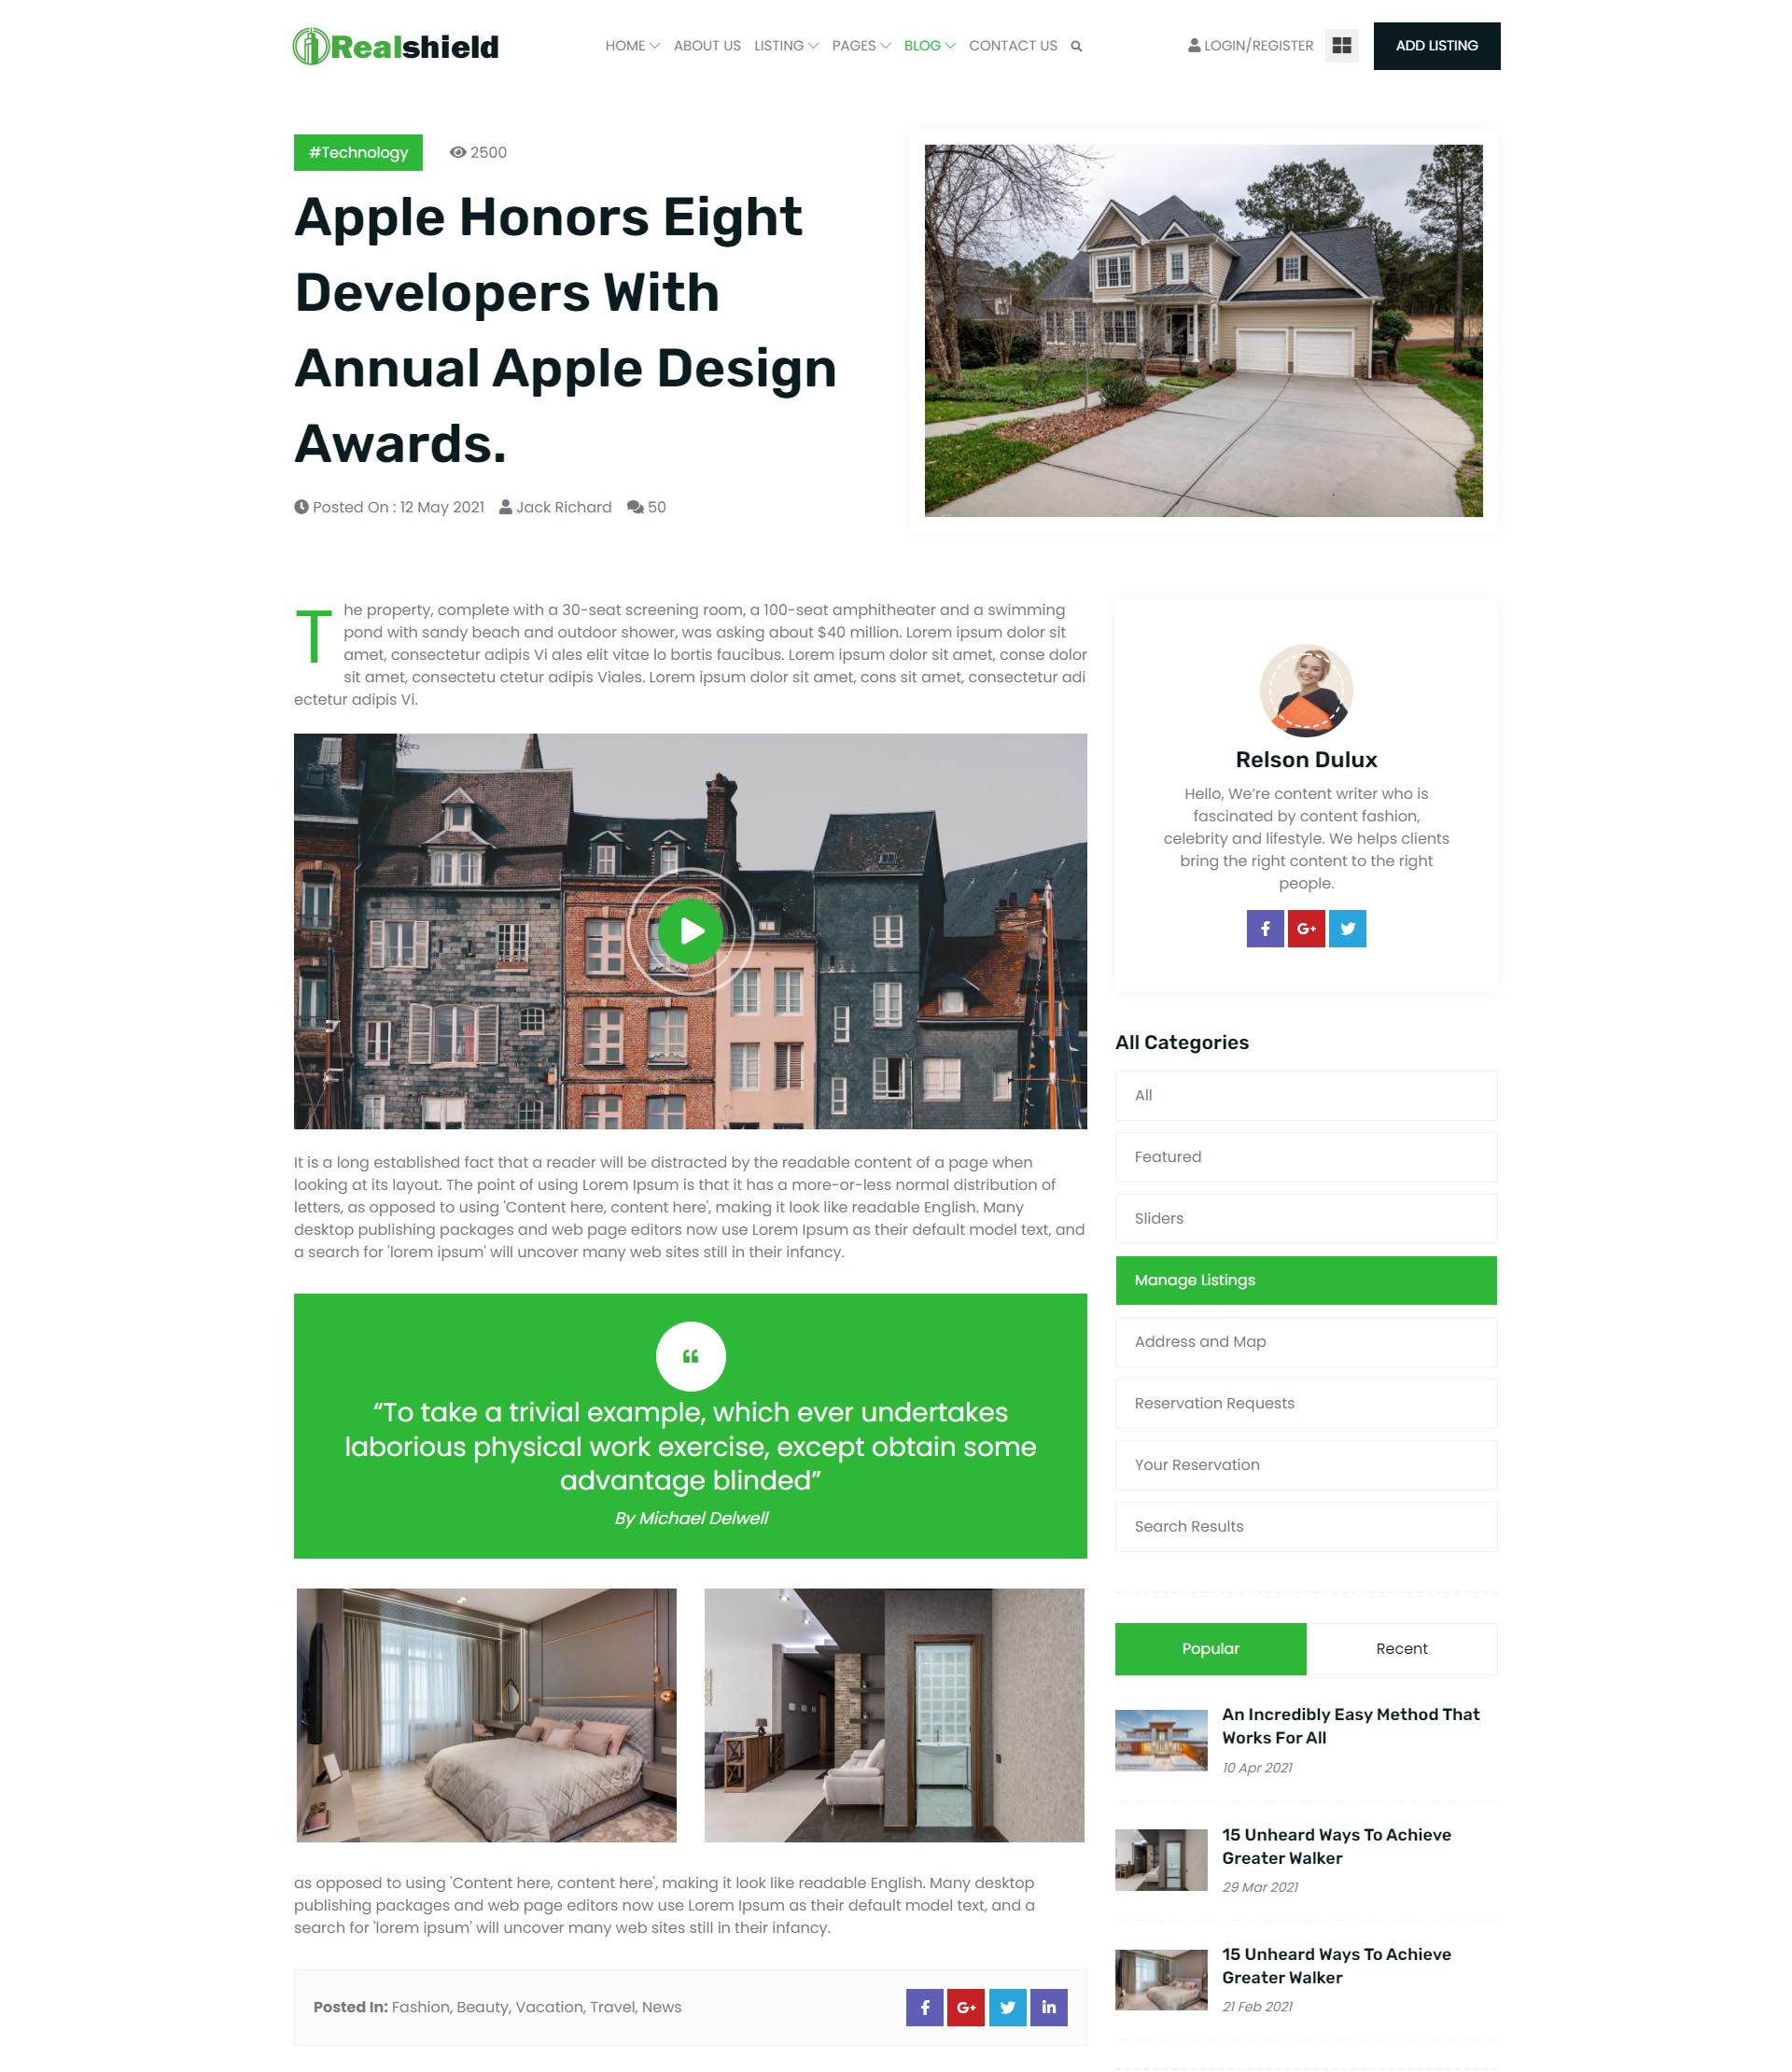 Realshield
HOME ABOUT US LISTING PAGES BLOG CONTACT US
LOGIN/REGISTER
ADD LISTING
#Technology
2500
Apple Honors Eight
Developers With
Annual Apple Design
Awards.
Posted On : 12 May 2021 Jack Richard 50
The property, complete with a 30-seat screening room, a 100-seat amphitheater and a swimming
pond with sandy beach and outdoor shower, was asking about $40 million. Lorem ipsum dolor sit
amet, consectetur adipis Vi ales elit vitae lo bortis faucibus. Lorem ipsum dolor sit amet, conse dolor
sit amet, consectetu ctetur adipis Viales. Lorem ipsum dolor sit amet, cons sit amet, consectetur adi
ectetur adipis Vi.
It is a long established fact that a reader will be distracted by the readable content of a page when
looking at its layout. The point of using Lorem Ipsum is that it has a more-or-less normal distribution of
letters, as opposed to using 'Content here, content here', making it look like readable English. Many
desktop publishing packages and web page editors now use Lorem Ipsum as their default model text, and
a search for 'lorem ipsum' will uncover many web sites still in their infancy.
“To take a trivial example, which ever undertakes
laborious physical work exercise, except obtain some
advantage blinded”
By Michael Delwell
as opposed to using 'Content here, content here', making it look like readable English. Many desktop
publishing packages and web page editors now use Lorem Ipsum as their default model text, and a
search for 'lorem ipsum' will uncover many web sites still in their infancy.
Posted In: Fashion, Beauty, Vacation, Travel, News
f G+ in
Relson Dulux
Hello, We’re content writer who is
fascinated by content fashion,
celebrity and lifestyle. We helps clients
bring the right content to the right
people.
f G+
All Categories
All
Featured
Sliders
Manage Listings
Address and Map
Reservation Requests
Your Reservation
Search Results
Popular Recent
An Incredibly Easy Method That
Works For All
10 Apr 2021
15 Unheard Ways To Achieve
Greater Walker
29 Mar 2021
15 Unheard Ways To Achieve
Greater Walker
21 Feb 2021